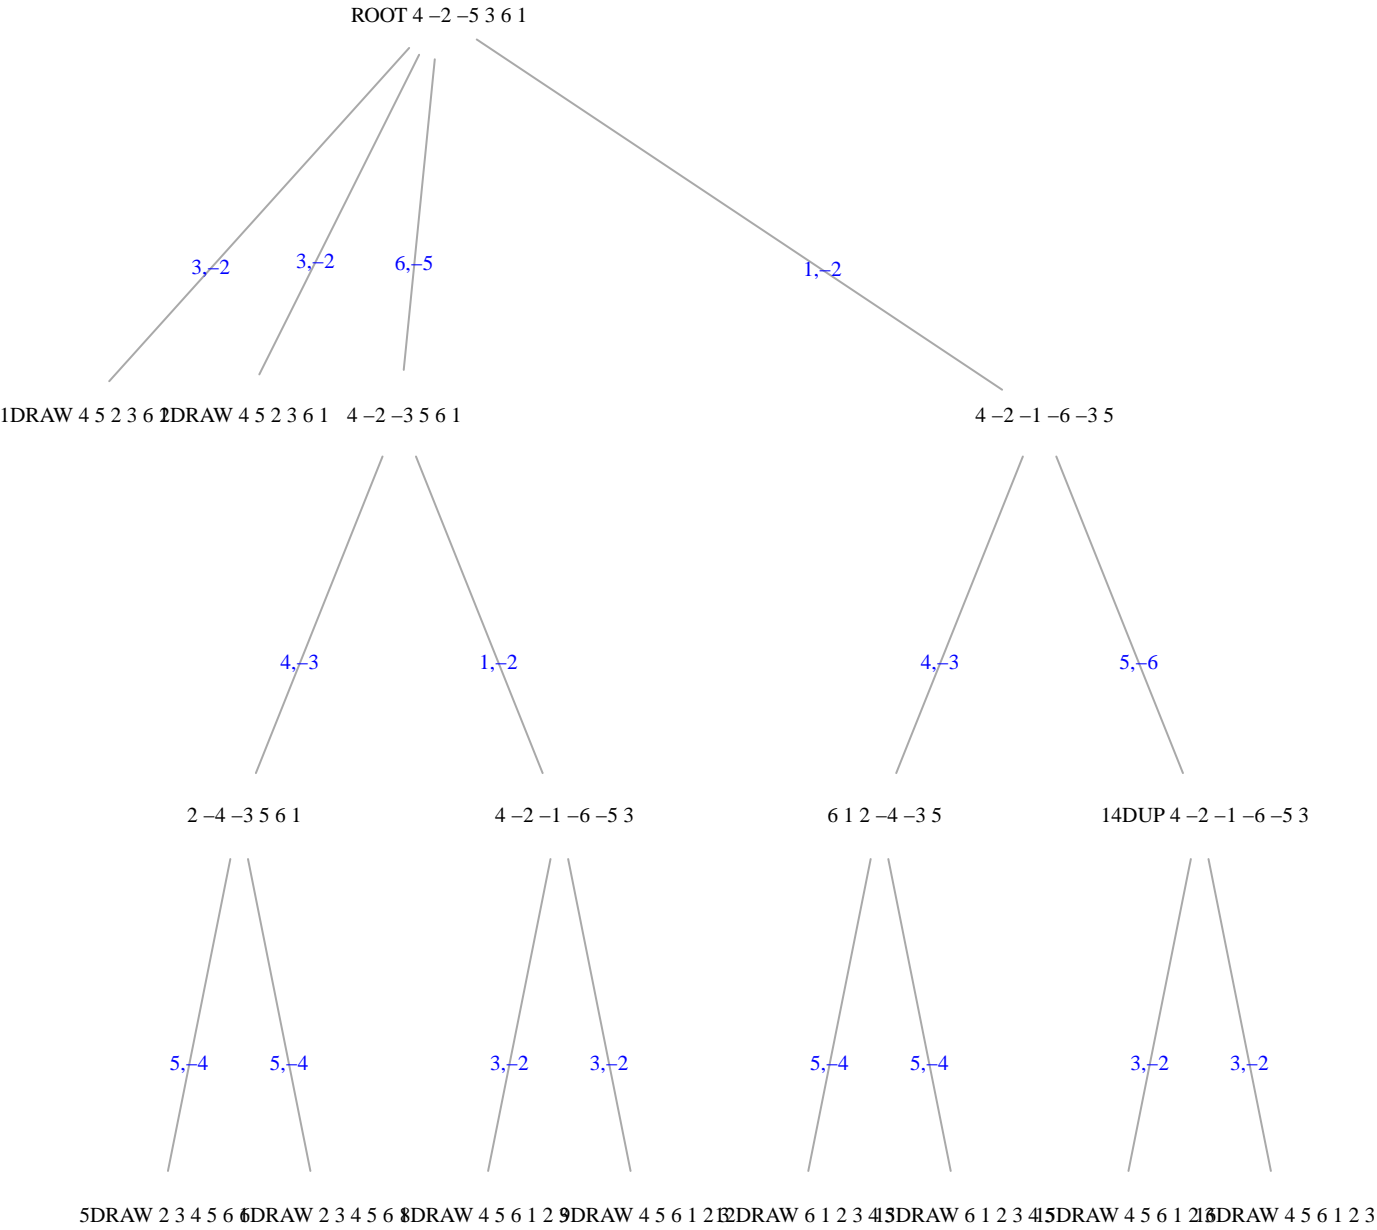 ROOT 4 –2 –5 3 6 1
3,–2
3,–2
6,–5
1,–2
1DRAW 4 5 2 3 6 1
2DRAW 4 5 2 3 6 1
4 –2 –3 5 6 1
4 –2 –1 –6 –3 5
4,–3
1,–2
4,–3
5,–6
2 –4 –3 5 6 1
4 –2 –1 –6 –5 3
6 1 2 –4 –3 5
14DUP 4 –2 –1 –6 –5 3
5,–4
5,–4
3,–2
3,–2
5,–4
5,–4
3,–2
3,–2
5DRAW 2 3 4 5 6 1
6DRAW 2 3 4 5 6 1
8DRAW 4 5 6 1 2 3
9DRAW 4 5 6 1 2 3
12DRAW 6 1 2 3 4 5
13DRAW 6 1 2 3 4 5
15DRAW 4 5 6 1 2 3
16DRAW 4 5 6 1 2 3